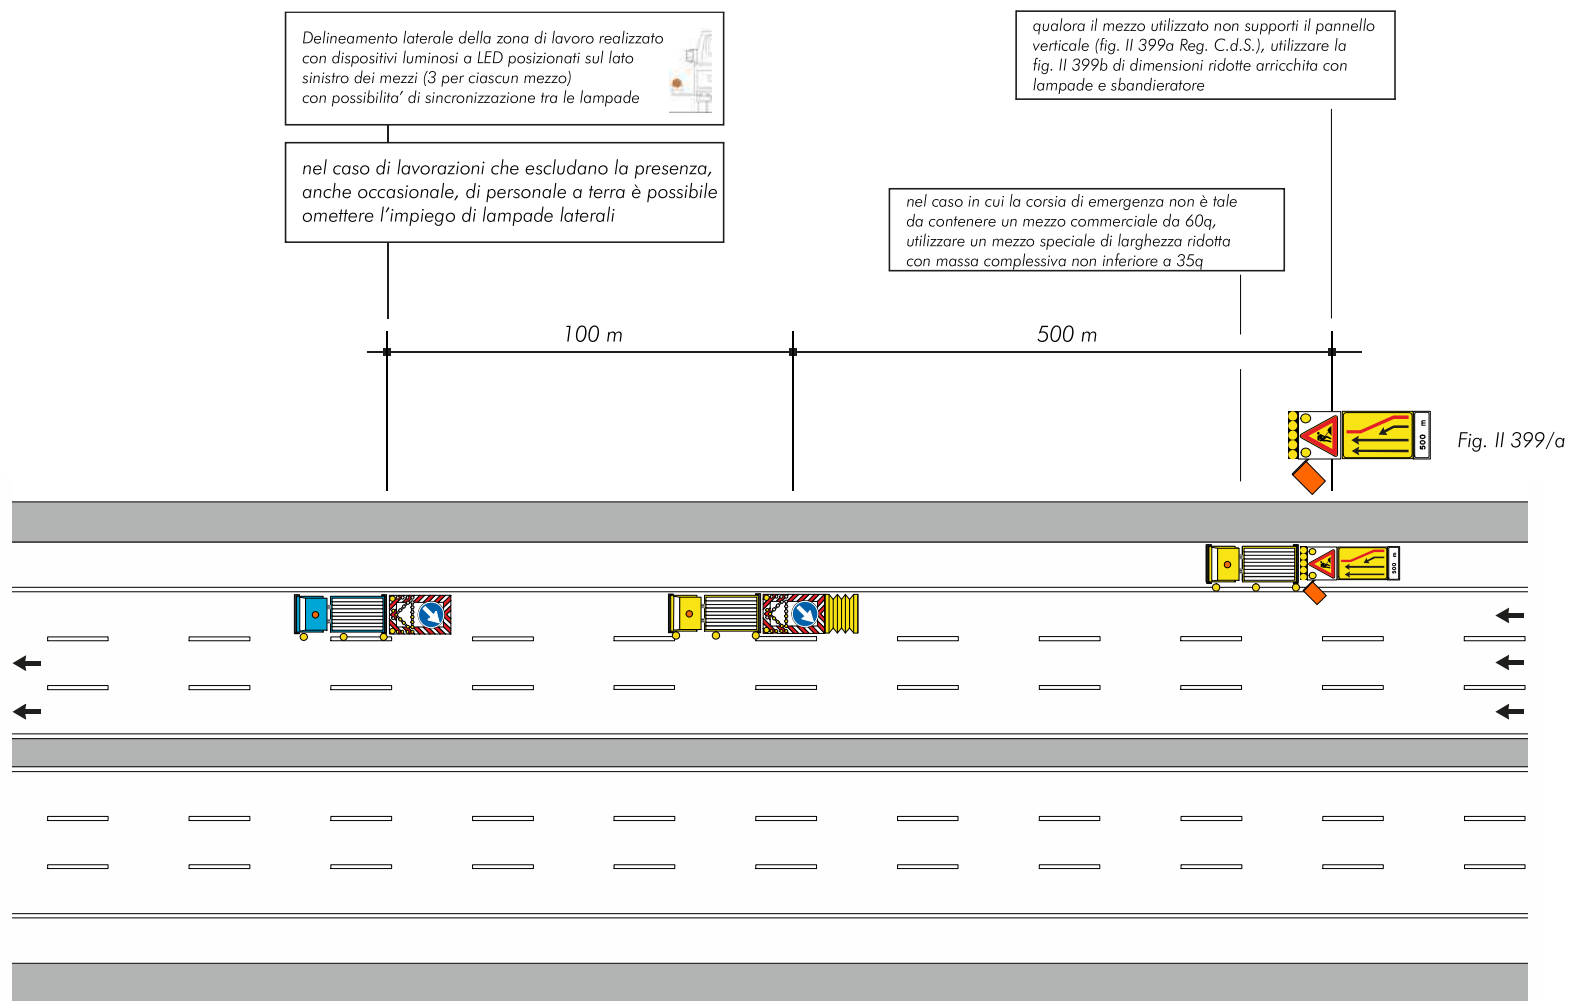 Delineamento laterale della zona di lavoro realizzato
con dispositivi luminosi a LED posizionati sul lato
sinistro dei mezzi (3 per ciascun mezzo)
con possibilita’ di sincronizzazione tra le lampade
nel caso di lavorazioni che escludano la presenza,
anche occasionale, di personale a terra è possibile
omettere l’impiego di lampade laterali
qualora il mezzo utilizzato non supporti il pannello
verticale (fig. II 399a Reg. C.d.S.), utilizzare la
fig. II 399b di dimensioni ridotte arricchita con
lampade e sbandieratore
nel caso in cui la corsia di emergenza non è tale
da contenere un mezzo commerciale da 60q,
utilizzare un mezzo speciale di larghezza ridotta
con massa complessiva non inferiore a 35q
100 m
500 m
500 m
Fig. II 399/a
500 m